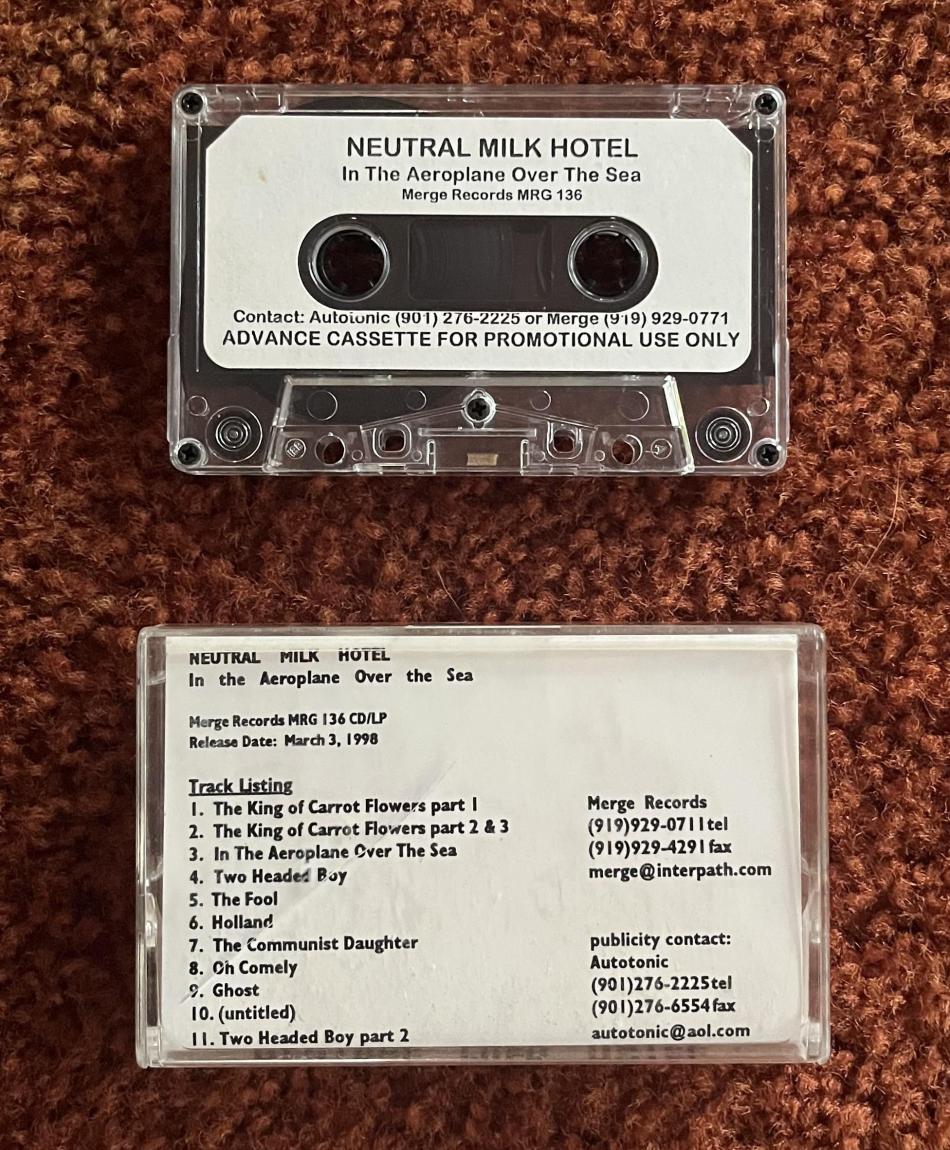 NEUTRAL MILK HOTEL
In The Aeroplane Over The Sea
Merge Records MRG 136
Contact: Autotonic (901) 276-2225 or Merge (919) 929-0771
ADVANCE CASSETTE FOR PROMOTIONAL USE ONLY
NEUTRAL MILK HOTEL
In the Aeroplane Over the Sea
Merge Records MRG 136 CD/LP
Release Date: March 3, 1998
Track Listing
1. The King of Carrot Flowers part 1
2. The King of Carrot Flowers part 2 & 3
3. In The Aeroplane Over The Sea
4. Two Headed Boy
5. The Fool
6. Holland
7. The Communist Daughter
8. Oh Comely
9. Ghost
10. (untitled)
11. Two Headed Boy part 2
Merge Records
(919)929-0711tel
(919)929-4291fax
merge@interpath.com
publicity contact:
Autotonic
(901)276-2225tel
(901)276-6554fax
autotonic@aol.com